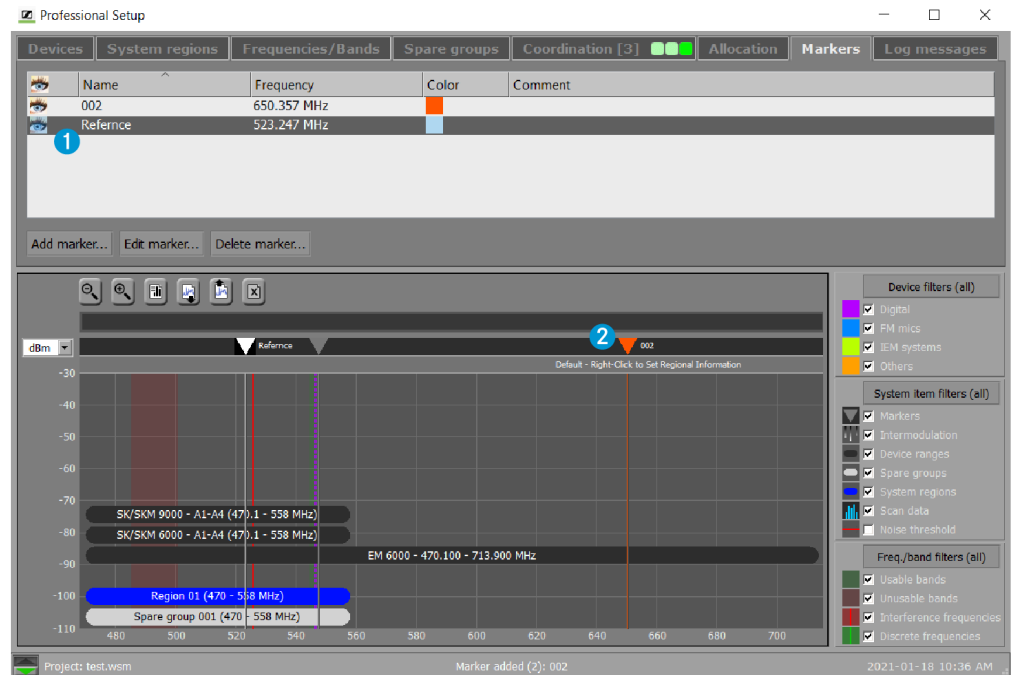 Professional Setup
Devices System regions Frequencies/Bands Spare groups Coordination [3] Allocation Markers Log messages
Name Frequency Color Comment
002 650.357 MHz
Refernce 523.247 MHz
1
Add marker... Edit marker... Delete marker...
Device filters (all)
Digital
FM mics
IEM systems
Others
dBm Refernce 2 002
Default - Right-Click to Set Regional Information
-30
-40
-50
-60
-70
-80
-90
-100
-110
SK/SKM 9000 - A1-A4 (470.1 - 558 MHz)
SK/SKM 6000 - A1-A4 (470.1 - 558 MHz)
EM 6000 - 470.100 - 713.900 MHz
Region 01 (470 - 558 MHz)
Spare group 001 (470 - 558 MHz)
480 500 520 540 560 580 600 620 640 660 680 700
System item filters (all)
Markers
Intermodulation
Device ranges
Spare groups
System regions
Scan data
Noise threshold
Freq./band filters (all)
Usable bands
Unusable bands
Interference frequencies
Discrete frequencies
Project: test.wsm Marker added (2): 002 2021-01-18 10:36 AM